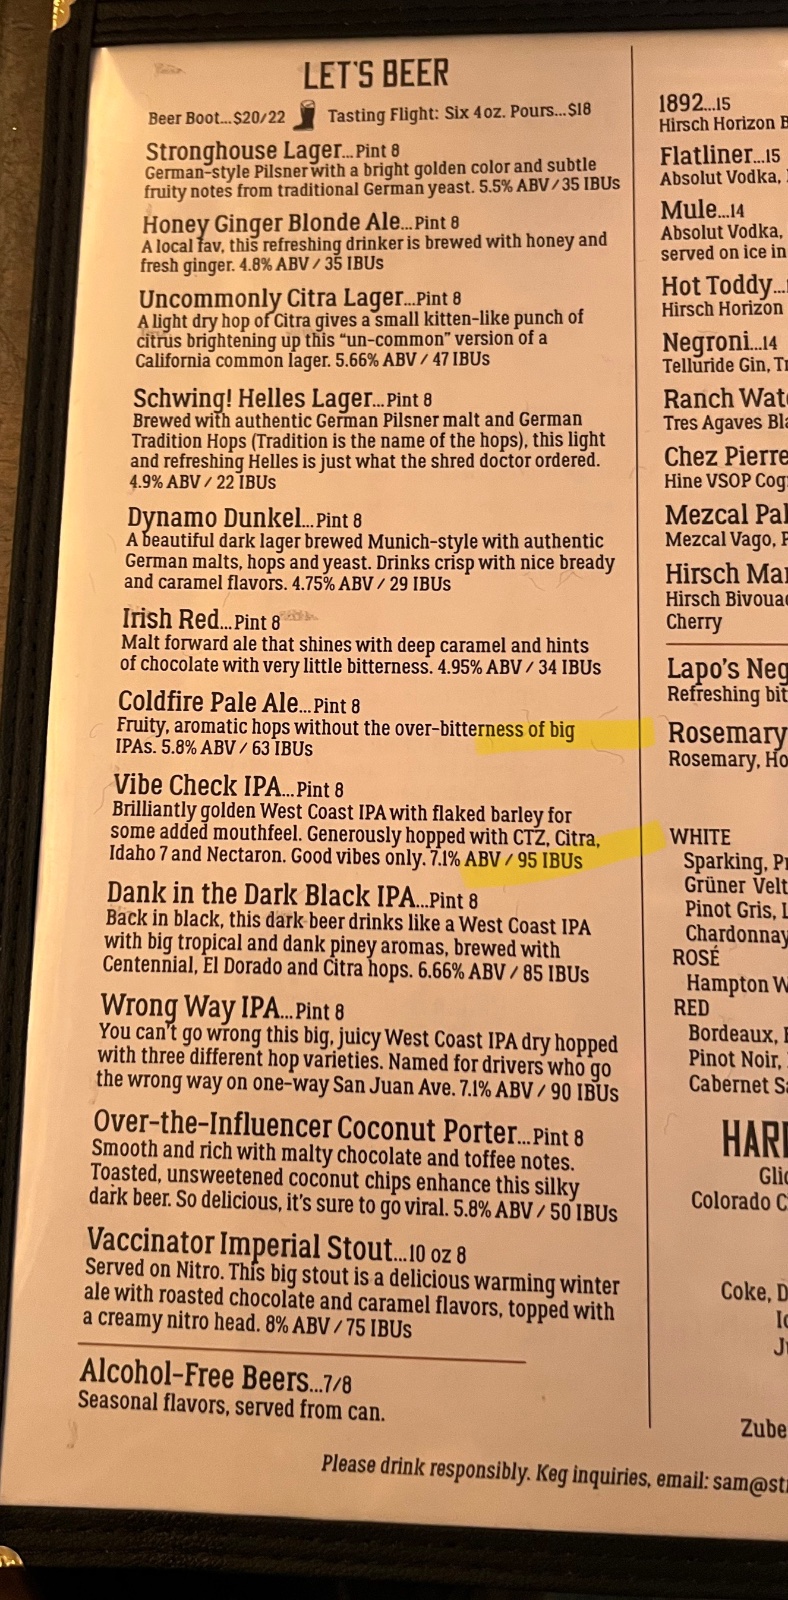 LET'S BEER
Beer Boot...$20/22 Tasting Flight: Six 4oz. Pours...$18
Stronghouse Lager...Pint 8
German-style Pilsner with a bright golden color and subtle
fruity notes from traditional German yeast. 5.5% ABV / 35 IBUs
Honey Ginger Blonde Ale...Pint 8
A local fav, this refreshing drinker is brewed with honey and
fresh ginger. 4.8% ABV / 35 IBUs
Uncommonly Citra Lager...Pint 8
A light dry hop of Citra gives a small kitten-like punch of
citrus brightening up this “un-common” version of a
California common lager. 5.66% ABV / 47 IBUs
Schwing! Helles Lager...Pint 8
Brewed with authentic German Pilsner malt and German
Tradition Hops (Tradition is the name of the hops), this light
and refreshing Helles is just what the shred doctor ordered.
4.9% ABV / 22 IBUs
Dynamo Dunkel...Pint 8
A beautiful dark lager brewed Munich-style with authentic
German malts, hops and yeast. Drinks crisp with nice bready
and caramel flavors. 4.75% ABV / 29 IBUs
Irish Red...Pint 8
Malt forward ale that shines with deep caramel and hints
of chocolate with very little bitterness. 4.95% ABV / 34 IBUs
Coldfire Pale Ale...Pint 8
Fruity, aromatic hops without the over-bitterness of big
IPAs. 5.8% ABV / 63 IBUs
Vibe Check IPA...Pint 8
Brilliantly golden West Coast IPA with flaked barley for
some added mouthfeel. Generously hopped with CTZ, Citra,
Idaho 7 and Nectaron. Good vibes only. 7.1% ABV / 95 IBUs
Dank in the Dark Black IPA...Pint 8
Back in black, this dark beer drinks like a West Coast IPA
with big tropical and dank piney aromas, brewed with
Centennial, El Dorado and Citra hops. 6.66% ABV / 85 IBUs
Wrong Way IPA...Pint 8
You can't go wrong this big, juicy West Coast IPA dry hopped
with three different hop varieties. Named for drivers who go
the wrong way on one-way San Juan Ave. 7.1% ABV / 90 IBUs
Over-the-Influencer Coconut Porter...Pint 8
Smooth and rich with malty chocolate and toffee notes.
Toasted, unsweetened coconut chips enhance this silky
dark beer. So delicious, it's sure to go viral. 5.8% ABV / 50 IBUs
Vaccinator Imperial Stout...10 oz 8
Served on Nitro. This big stout is a delicious warming winter
ale with roasted chocolate and caramel flavors, topped with
a creamy nitro head. 8% ABV / 75 IBUs
Alcohol-Free Beers...7/8
Seasonal flavors, served from can.
1892...15
Hirsch Horizon
Flatliner...15
Absolut Vodka,
Mule...14
Absolut Vodka,
served on ice in
Hot Toddy...
Hirsch Horizon
Negroni...14
Telluride Gin,
Ranch
Tres Agaves
Chez Pierre
Hine VSOP
Mezcal
Mezcal Vago,
Hirsch
Hirsch
Cherry
Lapo's
Refreshing
Rosemary
Rosemary,
WHITE
Sparking,
Grüner
Pinot Gris,
Chardonnay
ROSÉ
Hampton
RED
Bordeaux,
Pinot Noir,
Cabernet
Colorado
Coke,
Please drink responsibly. Keg inquiries, email: